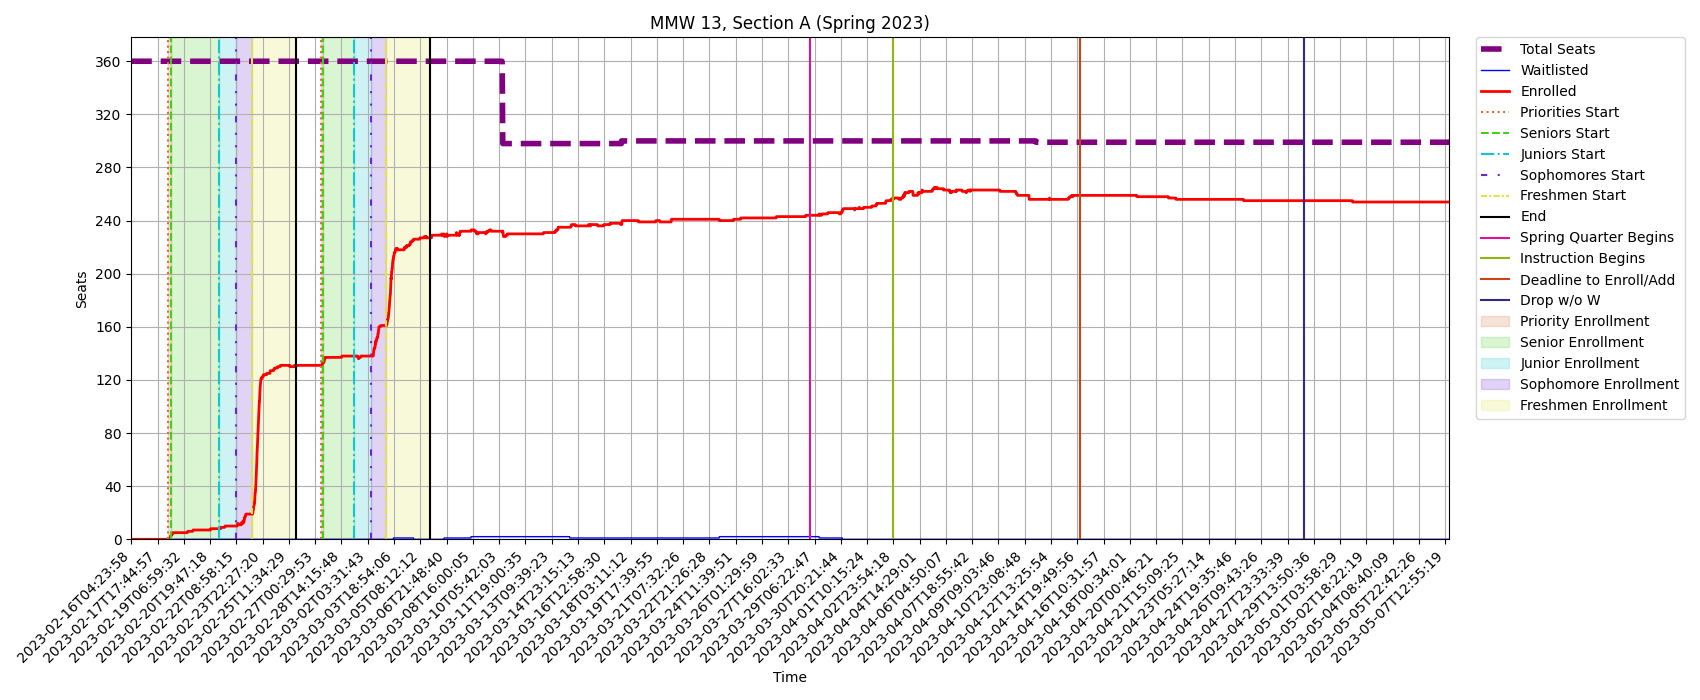 MMW 13, Section A (Spring 2023)
Seats
360
320
280
240
200
160
120
80
40
0
2023-02-16T04:23:58
2023-02-17T17:44:57
2023-02-19T06:59:32
2023-02-20T19:47:18
2023-02-22T08:58:15
2023-02-23T22:27:20
2023-02-25T11:34:29
2023-02-27T00:29:53
2023-02-28T14:15:48
2023-03-02T03:31:43
2023-03-03T18:54:06
2023-03-05T08:12:12
2023-03-06T21:48:40
2023-03-08T16:00:05
2023-03-10T05:42:03
2023-03-11T19:00:35
2023-03-13T09:39:23
2023-03-14T23:15:13
2023-03-16T12:58:30
2023-03-18T03:11:12
2023-03-19T17:39:55
2023-03-21T07:32:26
2023-03-22T21:26:28
2023-03-24T11:39:51
2023-03-26T01:29:59
2023-03-27T16:02:33
2023-03-29T06:22:47
2023-03-30T20:21:44
2023-04-01T10:15:24
2023-04-02T23:54:18
2023-04-04T14:29:01
2023-04-06T04:50:07
2023-04-07T18:55:42
2023-04-09T09:03:46
2023-04-10T23:08:48
2023-04-12T13:25:54
2023-04-14T19:49:56
2023-04-16T10:31:57
2023-04-18T00:34:01
2023-04-20T00:46:21
2023-04-21T15:09:25
2023-04-23T05:27:14
2023-04-24T19:35:46
2023-04-26T09:43:26
2023-04-27T23:33:39
2023-04-29T13:50:36
2023-05-01T03:58:29
2023-05-02T18:22:19
2023-05-04T08:40:09
2023-05-05T22:42:26
2023-05-07T12:55:19
Time
Total Seats
Waitlisted
Enrolled
Priorities Start
Seniors Start
Juniors Start
Sophomores Start
Freshmen Start
End
Spring Quarter Begins
Instruction Begins
Deadline to Enroll/Add
Drop w/o W
Priority Enrollment
Senior Enrollment
Junior Enrollment
Sophomore Enrollment
Freshmen Enrollment